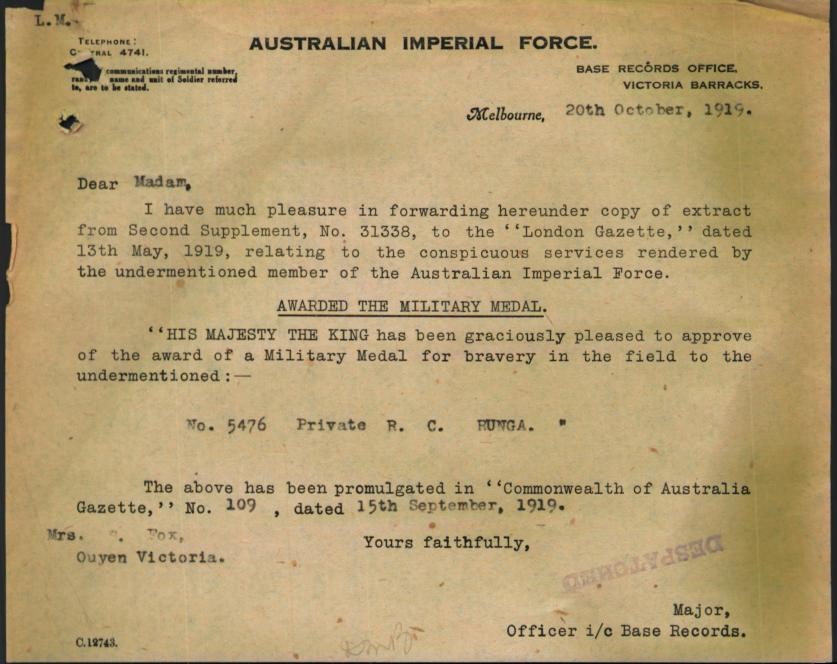 L. M.
TELEPHONE:
CENTRAL 4741.
AUSTRALIAN IMPERIAL FORCE.
communications regimental number,
name and unit of Soldier referred
to, are to be stated.
BASE RECORDS OFFICE,
VICTORIA BARRACKS.
Melbourne, 20th October, 1919.
Dear Madam,
I have much pleasure in forwarding hereunder copy of extract
from Second Supplement, No. 31338, to the ‘‘London Gazette,’’ dated
13th May, 1919, relating to the conspicuous services rendered by
the undermentioned member of the Australian Imperial Force.
AWARDED THE MILITARY MEDAL.
‘‘HIS MAJESTY THE KING has been graciously pleased to approve
of the award of a Military Medal for bravery in the field to the
undermentioned:—
No. 5476 Private R. C. RUNGA. "
The above has been promulgated in ‘‘Commonwealth of Australia
Gazette,’’ No. 109 , dated 15th September, 1919.
Mrs. Fox,
Ouyen Victoria.
Yours faithfully,
DESPATCHED
Major,
Officer i/c Base Records.
C.12743.